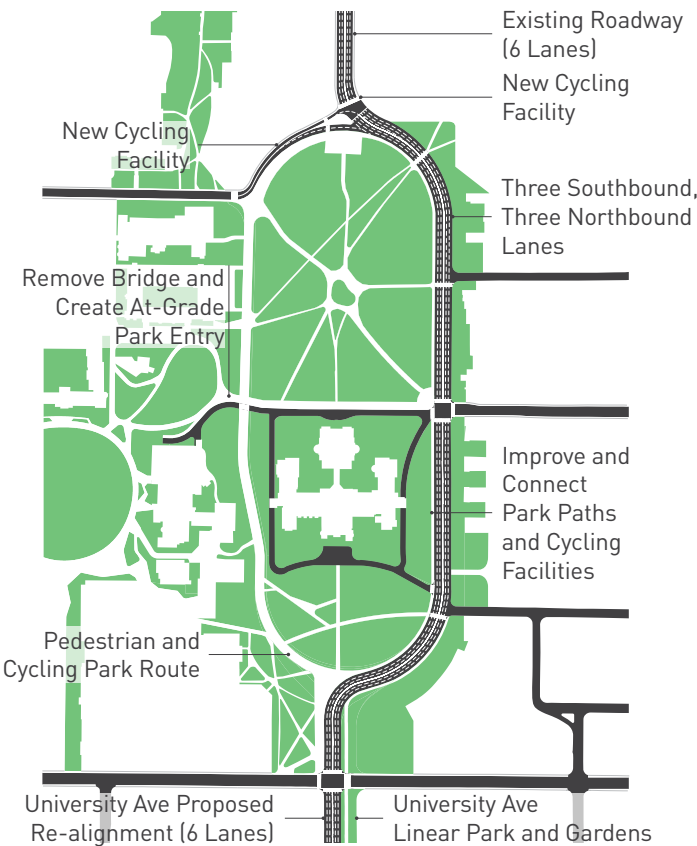 Existing Roadway
(6 Lanes)
New Cycling
Facility
New Cycling
Facility
Three Southbound,
Three Northbound
Lanes
Remove Bridge and
Create At-Grade
Park Entry
Improve and
Connect
Park Paths
and Cycling
Facilities
Pedestrian and
Cycling Park Route
University Ave Proposed
Re-alignment (6 Lanes)
University Ave
Linear Park and Gardens